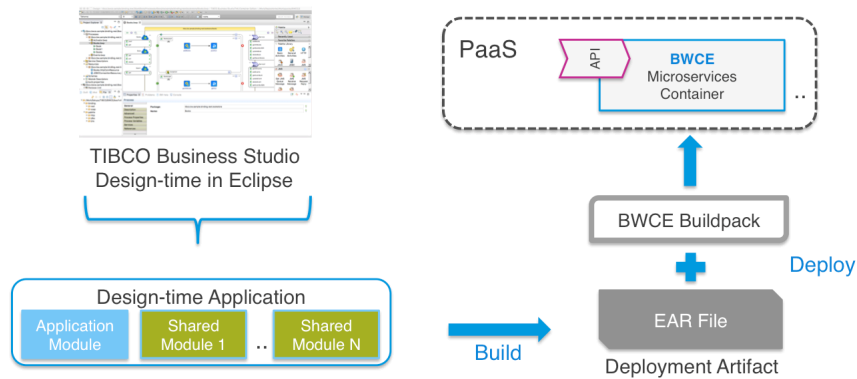 TIBCO Business Studio
Design-time in Eclipse
Design-time Application
Application
Module
Shared
Module 1
..
Shared
Module N
Build
PaaS
API
BWCE
Microservices
Container
..
BWCE Buildpack
Deploy
EAR File
Deployment Artifact